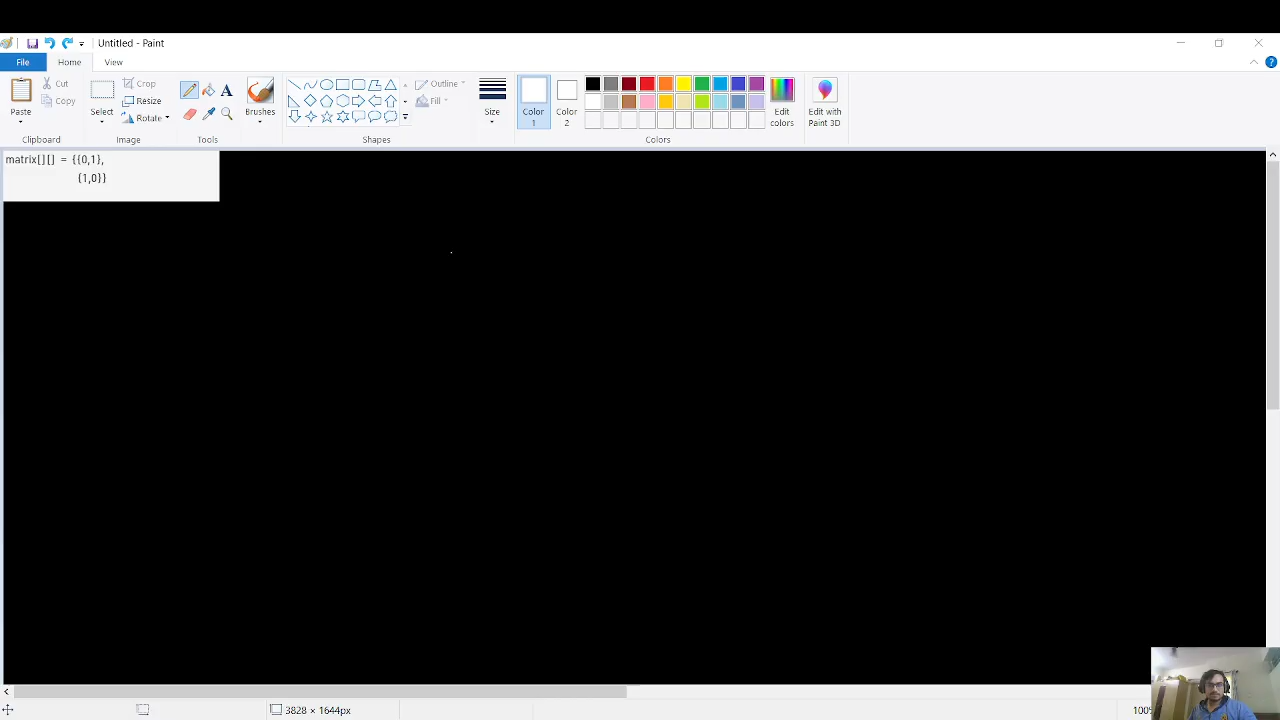 Untitled - Paint
File
Home
View
Paste
Cut
Copy
Clipboard
Select
Crop
Resize
Rotate
Image
A
Tools
Brushes
Shapes
Outline
Fill
Size
Color 1
Color 2
Colors
Edit colors
Edit with Paint 3D
matrix[][] = {{0,1},
{1,0}}
3828 × 1644px